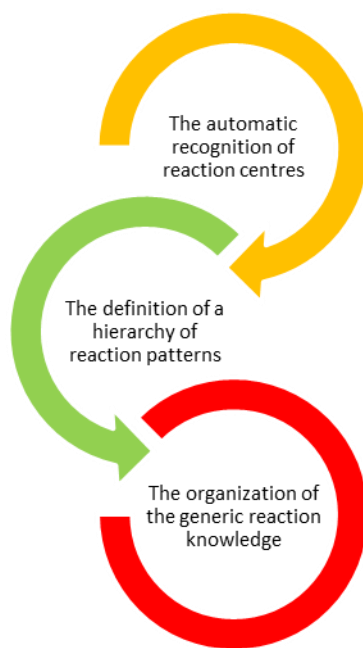 The automatic
recognition of
reaction centres
The definition of a
hierarchy of
reaction patterns
The organization of
the generic reaction
knowledge